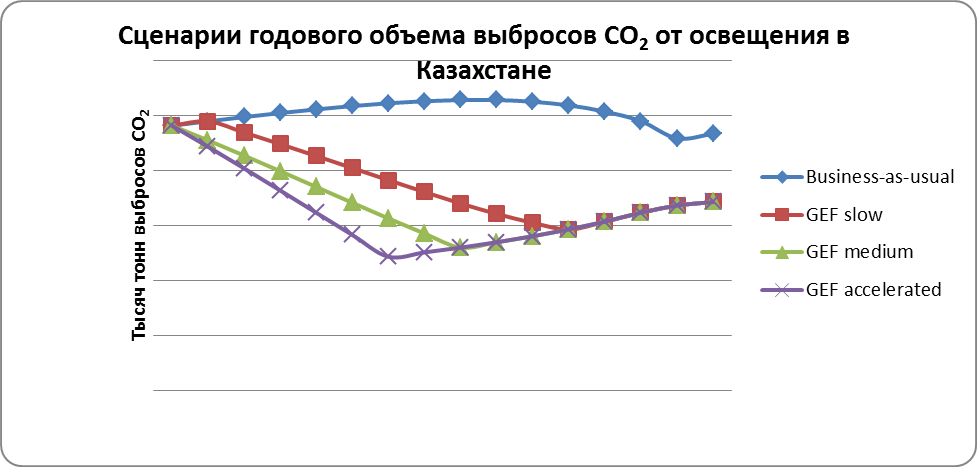 Сценарии годового объема выбросов CO₂ от освещения в
Казахстане
Тысяч тонн выбросов CO₂
Business-as-usual
GEF slow
GEF medium
GEF accelerated